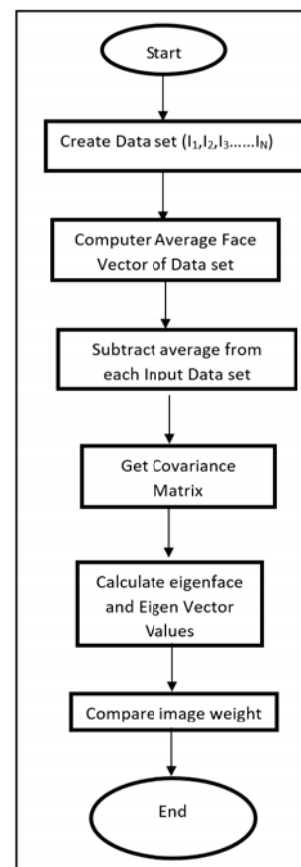 Start
Create Data set (I₁,I₂,I₃......I_N)
Computer Average Face
Vector of Data set
Subtract average from
each Input Data set
Get Covariance
Matrix
Calculate eigenface
and Eigen Vector
Values
Compare image weight
End